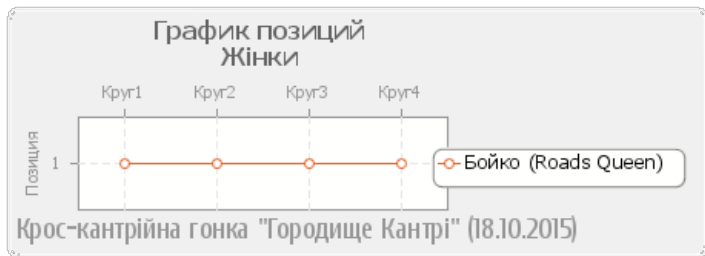 График позиций
Жінки
Круг1 Круг2 Круг3 Круг4
Позиция
1
Бойко (Roads Queen)
Крос-кантрійна гонка "Городище Кантрі" (18.10.2015)